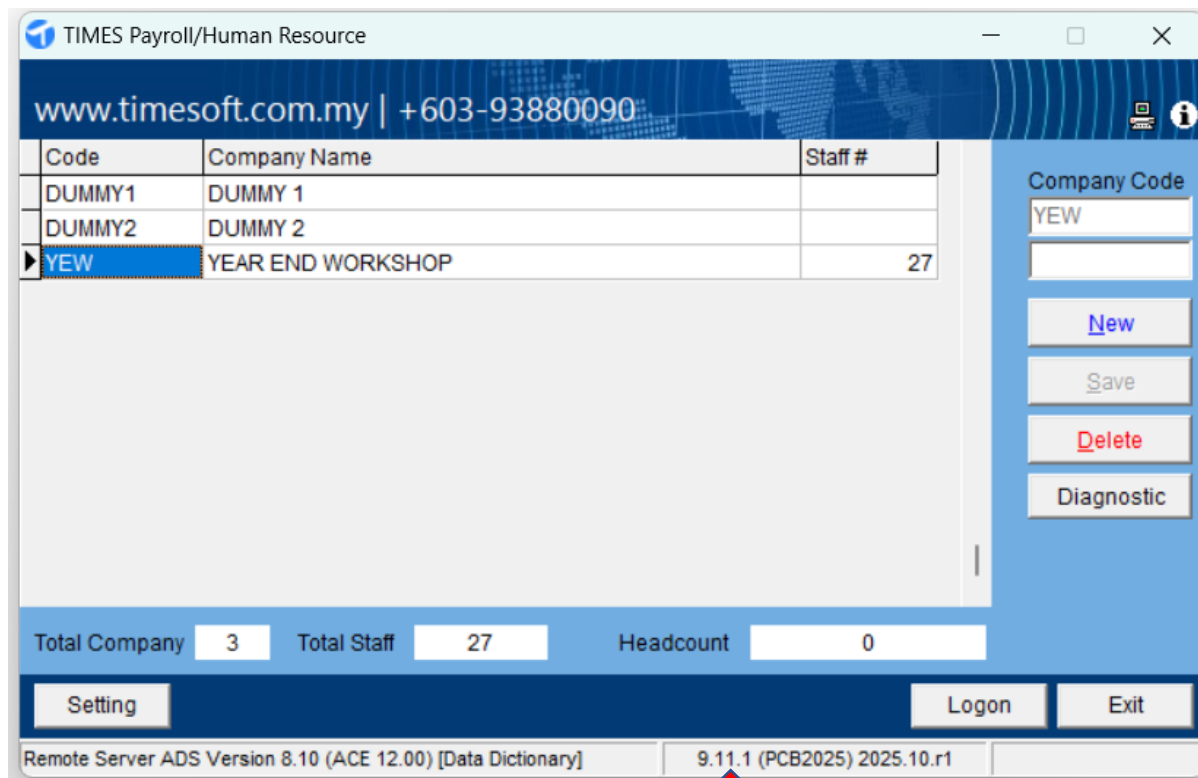 TIMES Payroll/Human Resource
www.timesoft.com.my | +603-93880090
Code Company Name Staff #
DUMMY1 DUMMY 1
DUMMY2 DUMMY 2
YEW YEAR END WORKSHOP 27
Company Code
YEW
New
Save
Delete
Diagnostic
Total Company 3 Total Staff 27 Headcount 0
Setting Logon Exit
Remote Server ADS Version 8.10 (ACE 12.00) [Data Dictionary] 9.11.1 (PCB2025) 2025.10.r1